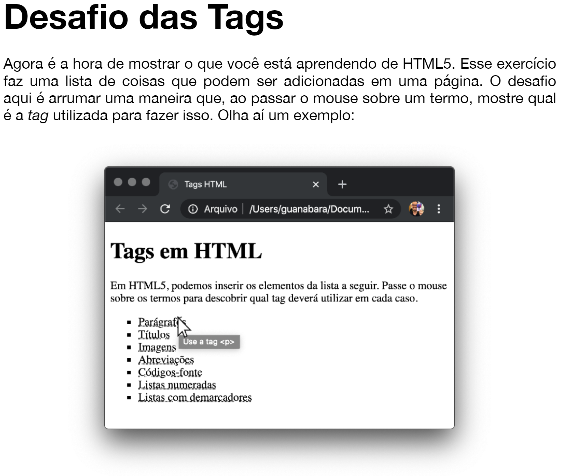 Desafio das Tags
Agora é a hora de mostrar o que você está aprendendo de HTML5. Esse exercício
faz uma lista de coisas que podem ser adicionadas em uma página. O desafio
aqui é arrumar uma maneira que, ao passar o mouse sobre um termo, mostre qual
é a tag utilizada para fazer isso. Olha aí um exemplo:
Tags HTML
Arquivo | /Users/guanabara/Docum...
Tags em HTML
Em HTML5, podemos inserir os elementos da lista a seguir. Passe o mouse
sobre os termos para descobrir qual tag deverá utilizar em cada caso.
Parágrafos
Títulos
Use a tag <p>
Imagens
Abreviações
Códigos-fonte
Listas numeradas
Listas com demarcadores